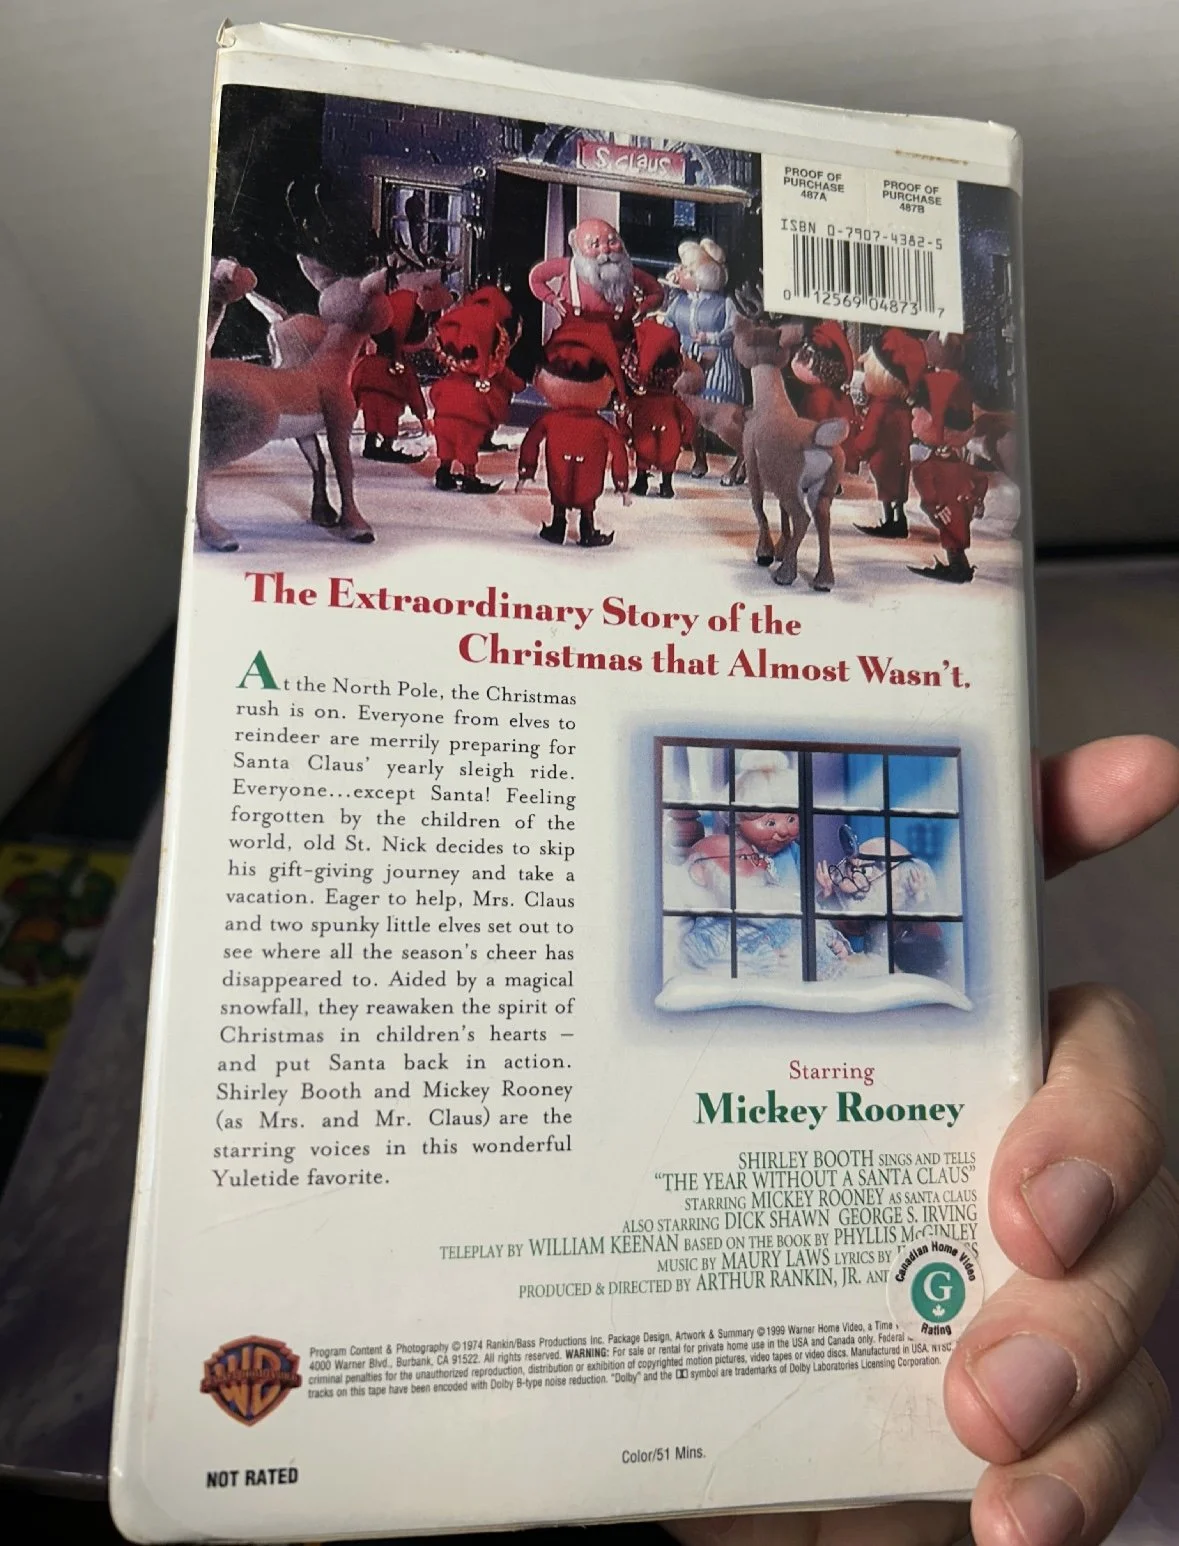 S. CLAUS
PROOF OF
PURCHASE
487A
PROOF OF
PURCHASE
487B
ISBN 0-7907-4382-5
0 12569 04873 7
The Extraordinary Story of the
Christmas that Almost Wasn't.
At the North Pole, the Christmas
rush is on. Everyone from elves to
reindeer are merrily preparing for
Santa Claus' yearly sleigh ride.
Everyone...except Santa! Feeling
forgotten by the children of the
world, old St. Nick decides to skip
his gift-giving journey and take a
vacation. Eager to help, Mrs. Claus
and two spunky little elves set out to
see where all the season's cheer has
disappeared to. Aided by a magical
snowfall, they reawaken the spirit of
Christmas in children's hearts –
and put Santa back in action.
Shirley Booth and Mickey Rooney
(as Mrs. and Mr. Claus) are the
starring voices in this wonderful
Yuletide favorite.
Starring
Mickey Rooney
SHIRLEY BOOTH SINGS AND TELLS
"THE YEAR WITHOUT A SANTA CLAUS"
STARRING MICKEY ROONEY AS SANTA CLAUS
ALSO STARRING DICK SHAWN GEORGE S. IRVING
TELEPLAY BY WILLIAM KEENAN BASED ON THE BOOK BY PHYLLIS McGINLEY
MUSIC BY MAURY LAWS LYRICS BY
PRODUCED & DIRECTED BY ARTHUR RANKIN, JR.
Canadian Home Video
G
Rating
Program Content & Photography © 1974 Rankin/Bass Productions Inc. Package Design, Artwork & Summary © 1999 Warner Home Video, a Time
4000 Warner Blvd., Burbank, CA 91522. All rights reserved. WARNING: For sale or rental for private home use in the USA and Canada only. Federal
criminal penalties for the unauthorized reproduction, distribution or exhibition of copyrighted motion pictures, video tapes or video discs. Manufactured in USA. NTSC.
tracks on this tape have been encoded with Dolby B-type noise reduction. "Dolby" and the DD symbol are trademarks of Dolby Laboratories Licensing Corporation.
Color/51 Mins.
NOT RATED